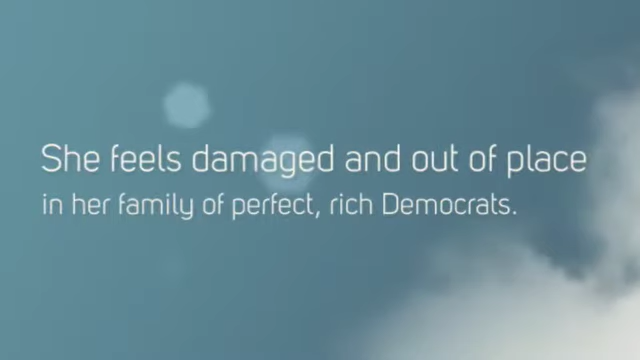 She feels damaged and out of place
in her family of perfect, rich Democrats.